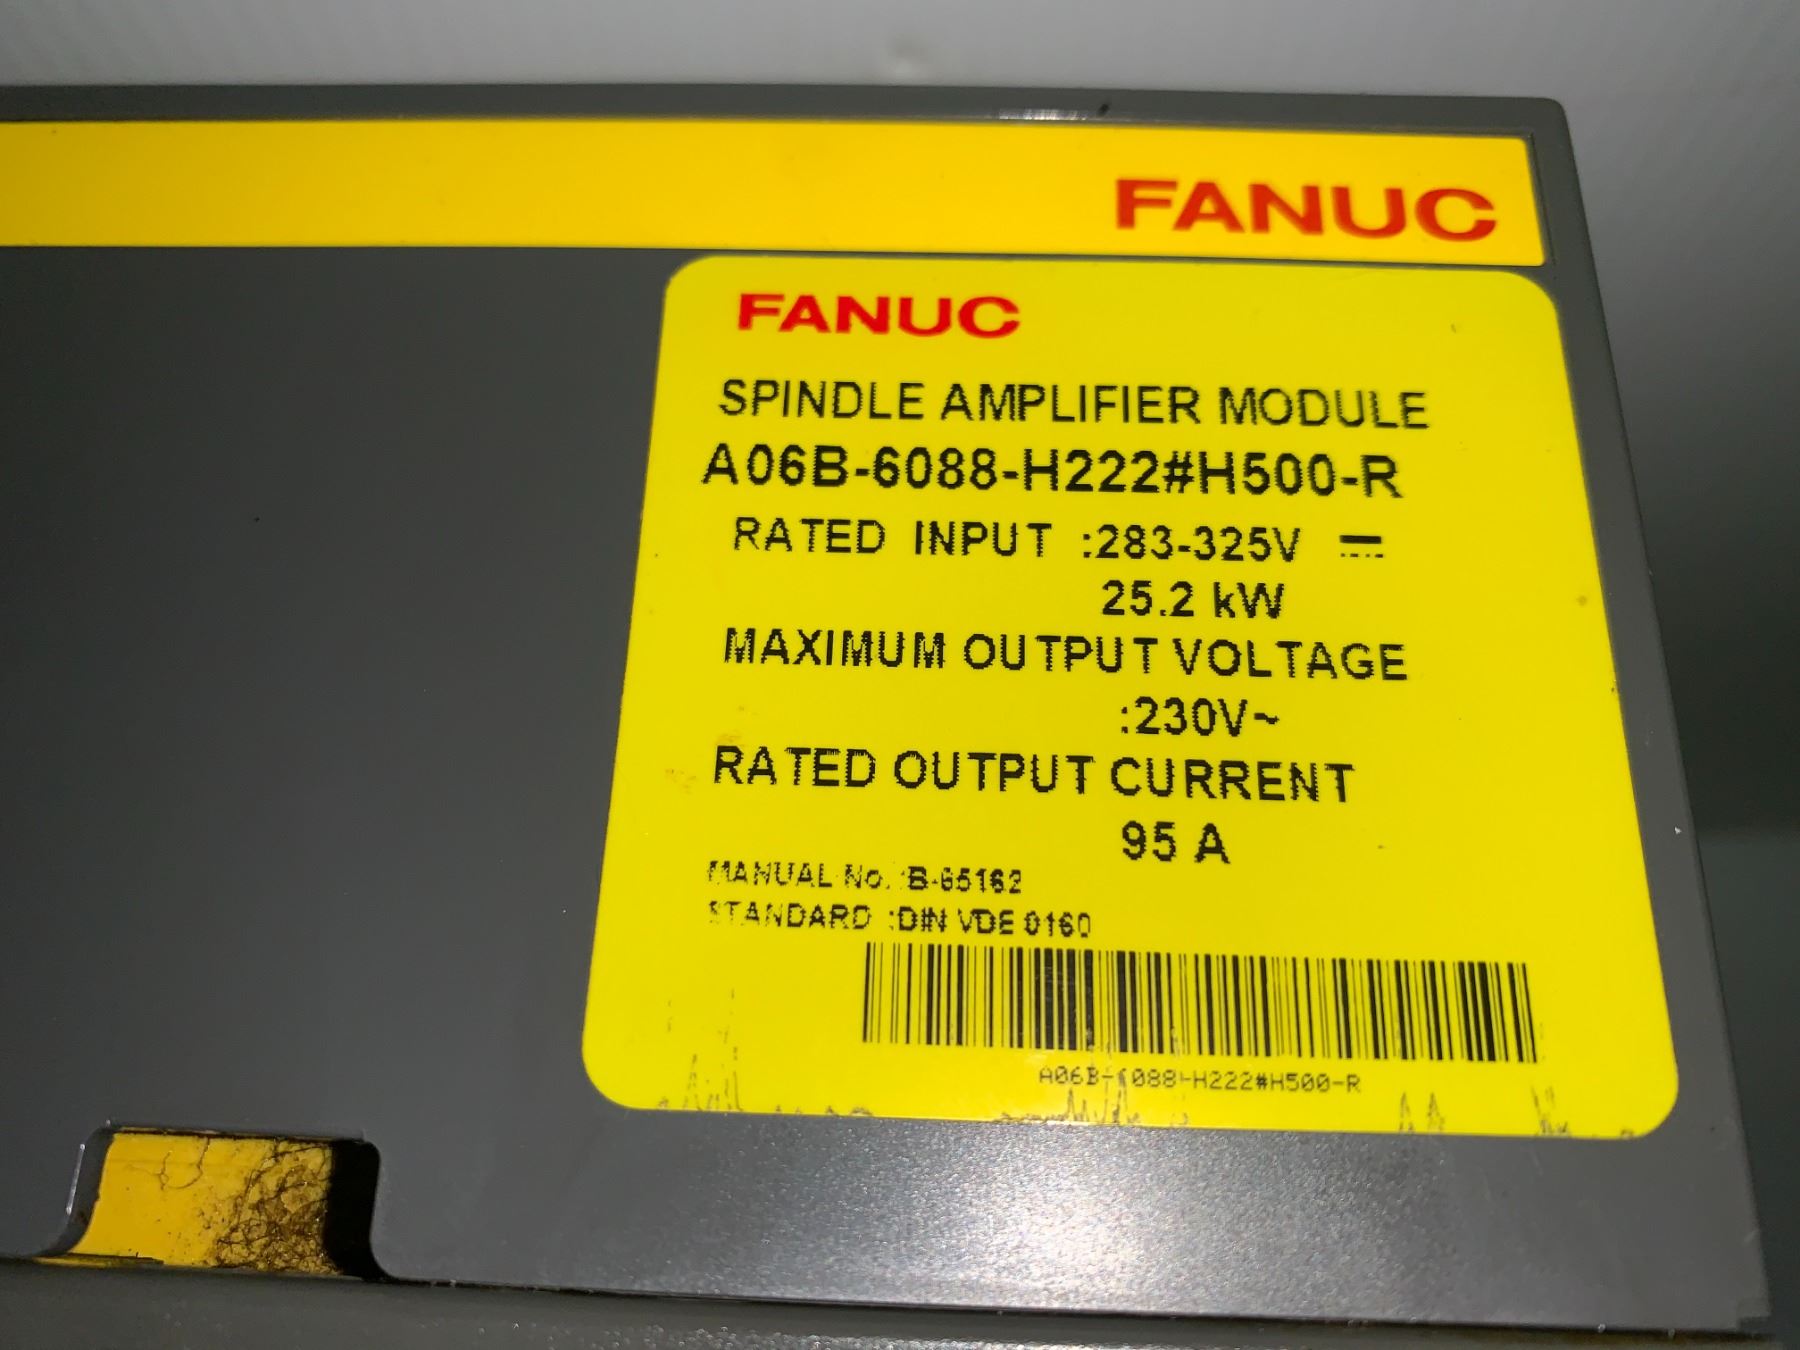 FANUC
FANUC
SPINDLE AMPLIFIER MODULE
A06B-6088-H222#H500-R
RATED INPUT :283-325V ⎓
25.2 kW
MAXIMUM OUTPUT VOLTAGE
:230V~
RATED OUTPUT CURRENT
95 A
MANUAL No. :B-65162
STANDARD :DIN VDE 0160
A06B-6088-H222#H500-R